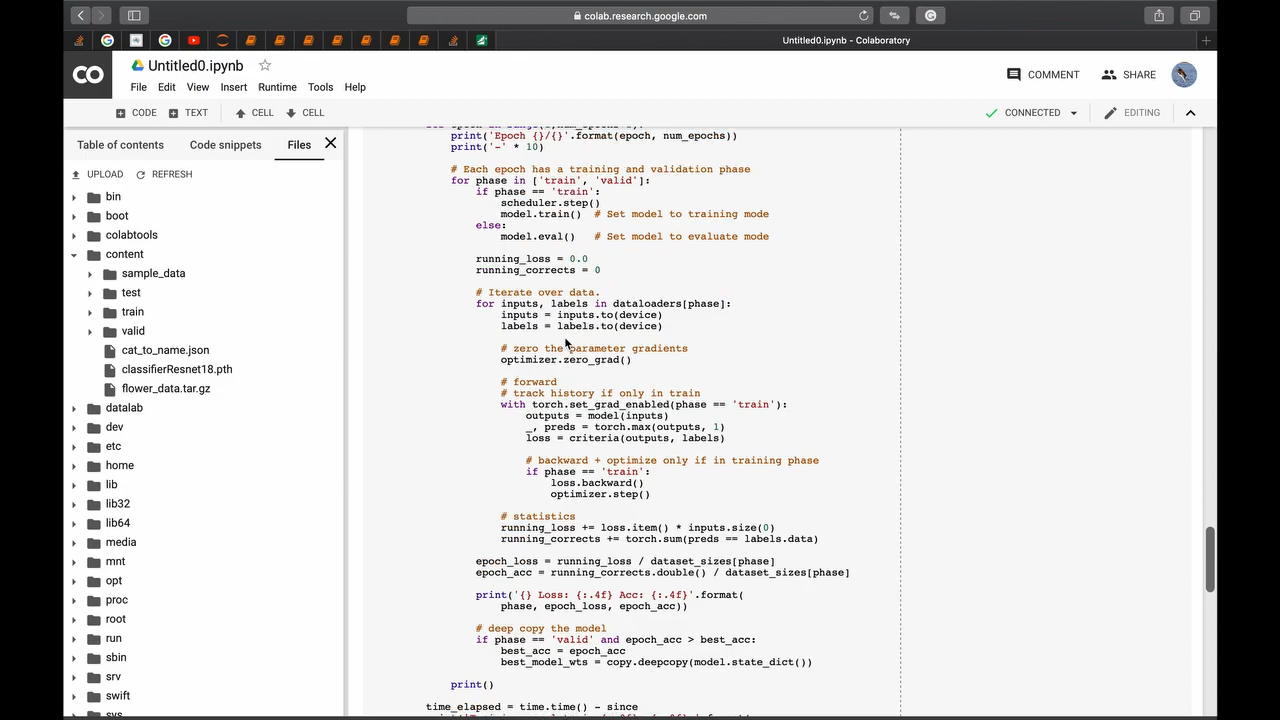 colab.research.google.com
Untitled0.ipynb - Colaboratory
CO
Untitled0.ipynb
File Edit View Insert Runtime Tools Help
COMMENT SHARE
CODE TEXT CELL CELL
CONNECTED EDITING
Table of contents Code snippets Files
UPLOAD REFRESH
bin
boot
colabtools
content
sample_data
test
train
valid
cat_to_name.json
classifierResnet18.pth
flower_data.tar.gz
datalab
dev
etc
home
lib
lib32
lib64
media
mnt
opt
proc
root
run
sbin
srv
swift
sys
print('Epoch {}/{}'.format(epoch, num_epochs))
print('-' * 10)
# Each epoch has a training and validation phase
for phase in ['train', 'valid']:
if phase == 'train':
scheduler.step()
model.train() # Set model to training mode
else:
model.eval() # Set model to evaluate mode
running_loss = 0.0
running_corrects = 0
# Iterate over data.
for inputs, labels in dataloaders[phase]:
inputs = inputs.to(device)
labels = labels.to(device)
# zero the parameter gradients
optimizer.zero_grad()
# forward
# track history if only in train
with torch.set_grad_enabled(phase == 'train'):
outputs = model(inputs)
_, preds = torch.max(outputs, 1)
loss = criteria(outputs, labels)
# backward + optimize only if in training phase
if phase == 'train':
loss.backward()
optimizer.step()
# statistics
running_loss += loss.item() * inputs.size(0)
running_corrects += torch.sum(preds == labels.data)
epoch_loss = running_loss / dataset_sizes[phase]
epoch_acc = running_corrects.double() / dataset_sizes[phase]
print('{} Loss: {:.4f} Acc: {:.4f}'.format(
phase, epoch_loss, epoch_acc))
# deep copy the model
if phase == 'valid' and epoch_acc > best_acc:
best_acc = epoch_acc
best_model_wts = copy.deepcopy(model.state_dict())
print()
time_elapsed = time.time() - since